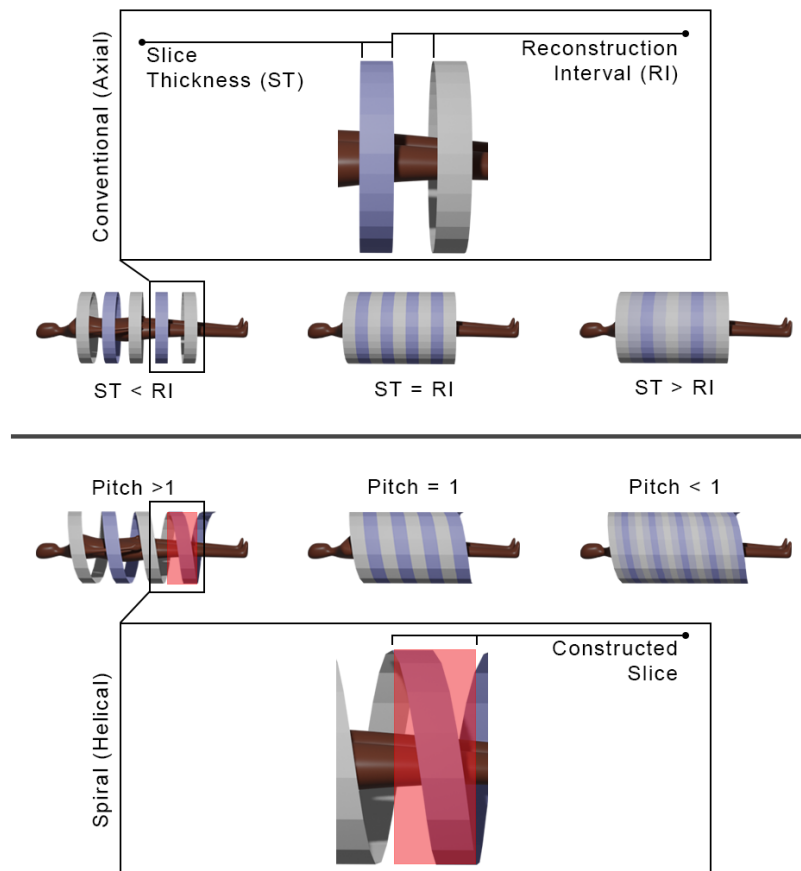 Conventional (Axial)
Slice
Thickness (ST)
Reconstruction
Interval (RI)
ST < RI
ST = RI
ST > RI
Pitch >1
Pitch = 1
Pitch < 1
Spiral (Helical)
Constructed
Slice